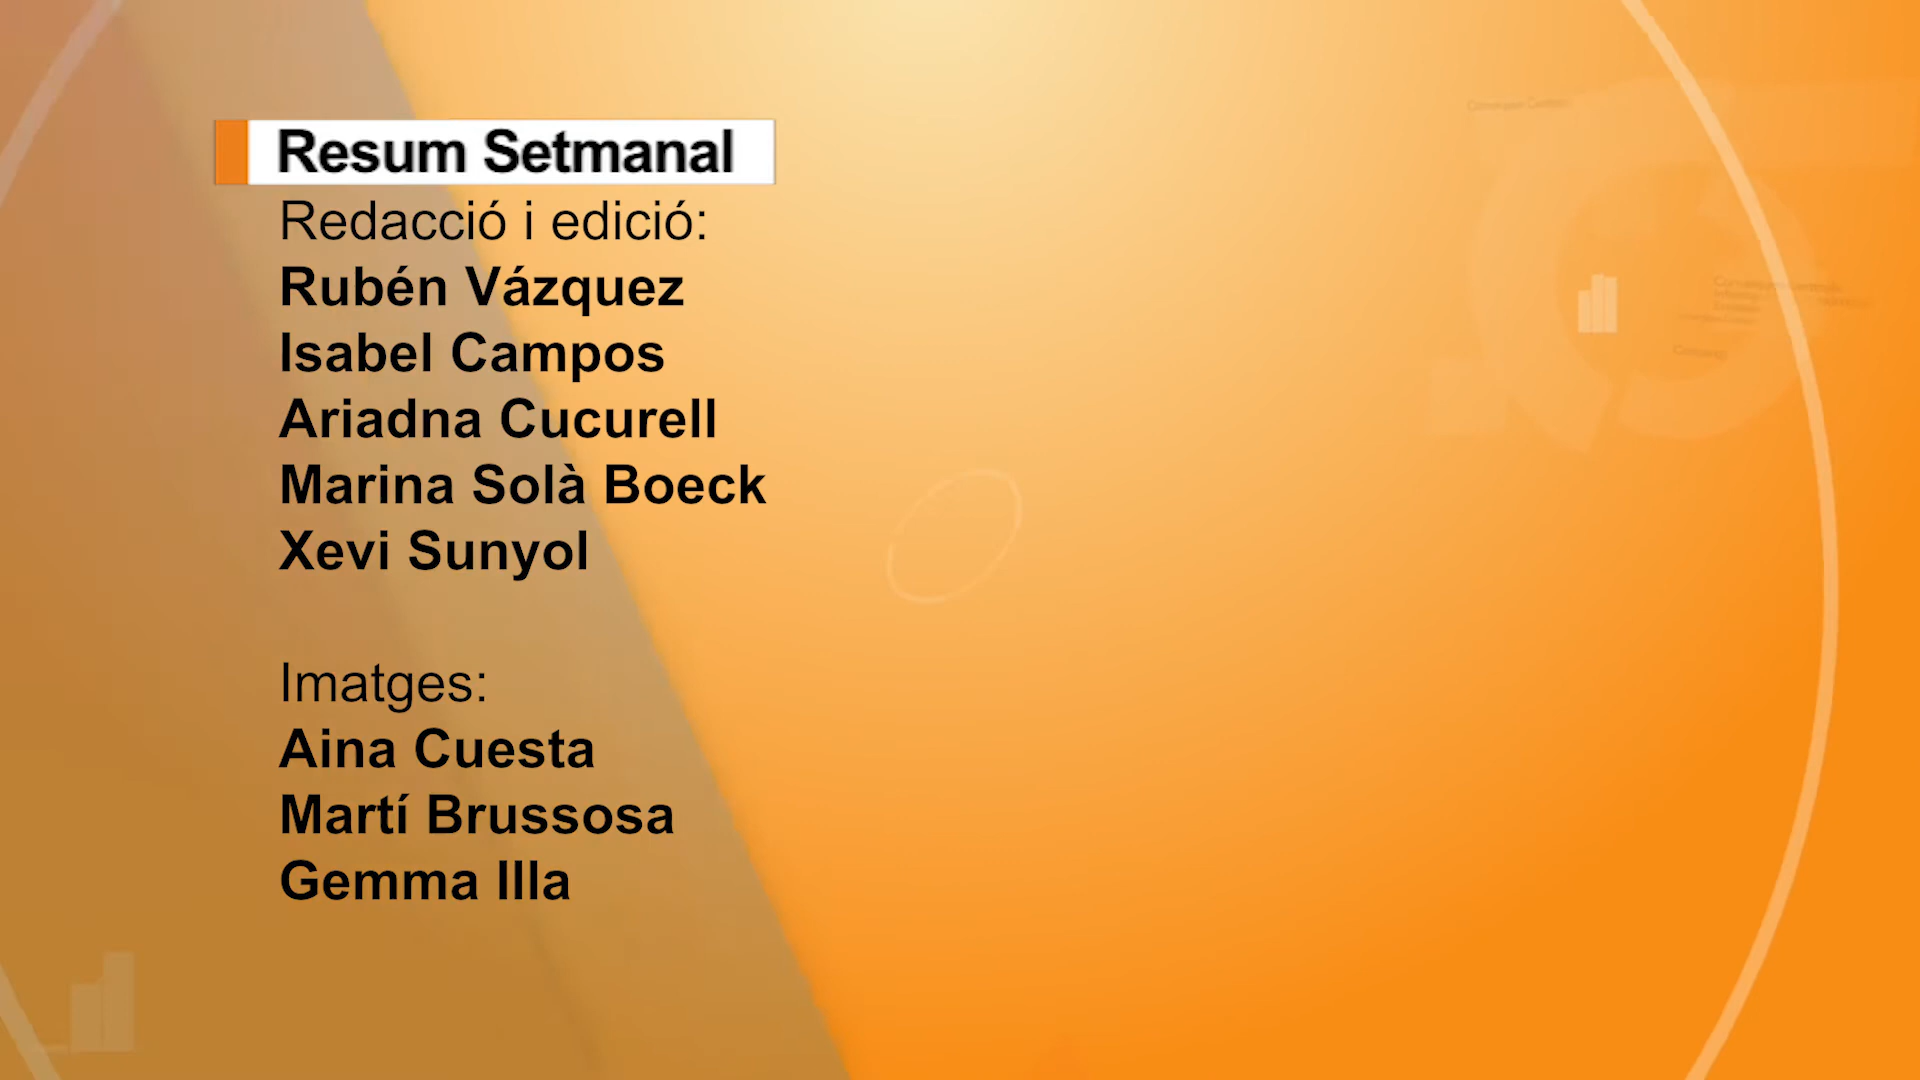 Resum Setmanal
Redacció i edició:
Rubén Vázquez
Isabel Campos
Ariadna Cucurell
Marina Solà Boeck
Xevi Sunyol
Imatges:
Aina Cuesta
Martí Brussosa
Gemma Illa